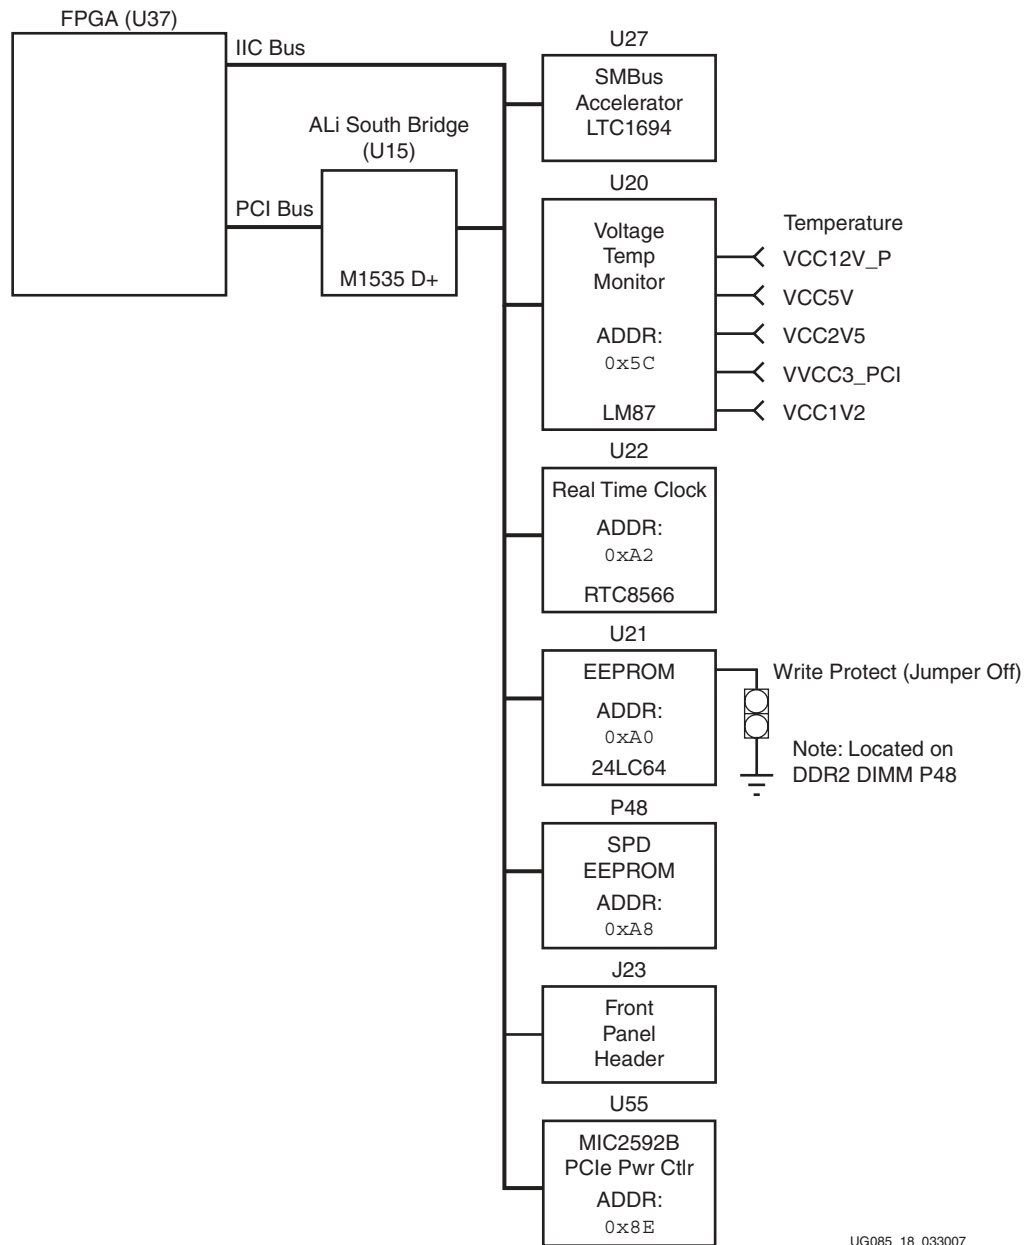 FPGA (U37)
IIC Bus
ALi South Bridge
(U15)
PCI Bus
M1535 D+
U27
SMBus
Accelerator
LTC1694
U20
Voltage
Temp
Monitor
ADDR:
0x5C
LM87
Temperature
VCC12V_P
VCC5V
VCC2V5
VVCC3_PCI
VCC1V2
U22
Real Time Clock
ADDR:
0xA2
RTC8566
U21
EEPROM
ADDR:
0xA0
24LC64
Write Protect (Jumper Off)
Note: Located on
DDR2 DIMM P48
P48
SPD
EEPROM
ADDR:
0xA8
J23
Front
Panel
Header
U55
MIC2592B
PCIe Pwr Ctlr
ADDR:
0x8E
UG085_18_033007